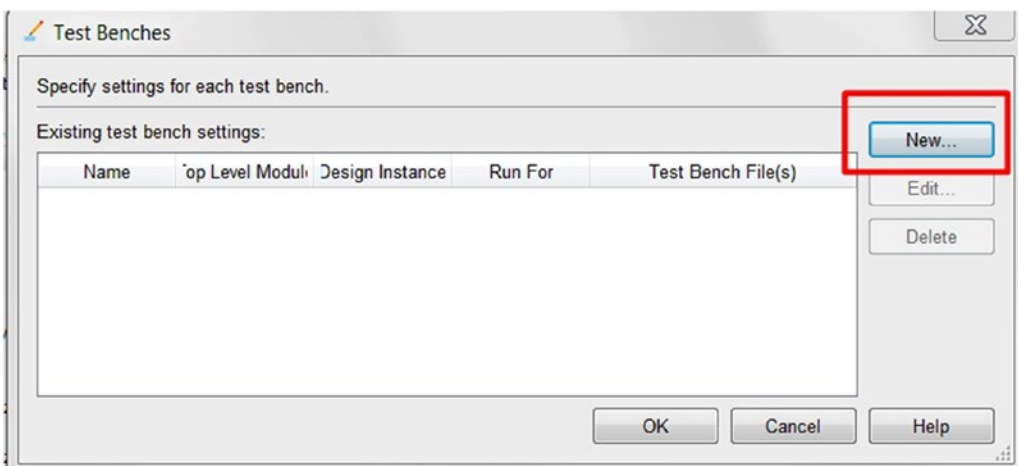 Test Benches
Specify settings for each test bench.
Existing test bench settings:
New...
Name op Level Modul Design Instance Run For Test Bench File(s)
Edit...
Delete
OK Cancel Help